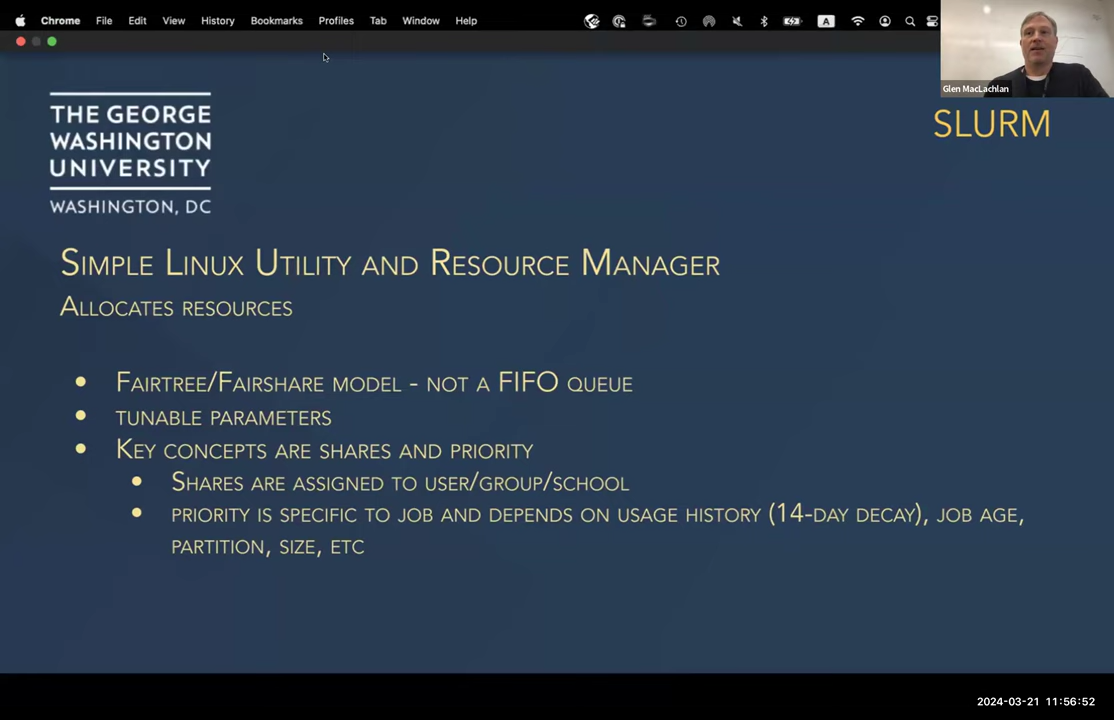 Chrome File Edit View History Bookmarks Profiles Tab Window Help A
Glen MacLachlan
THE GEORGE
WASHINGTON
UNIVERSITY
WASHINGTON, DC
SLURM
Simple Linux Utility and Resource Manager
Allocates resources
• Fairtree/Fairshare model - not a FIFO queue
• tunable parameters
• Key concepts are shares and priority
• Shares are assigned to user/group/school
• priority is specific to job and depends on usage history (14-day decay), job age,
partition, size, etc
2024-03-21 11:56:52